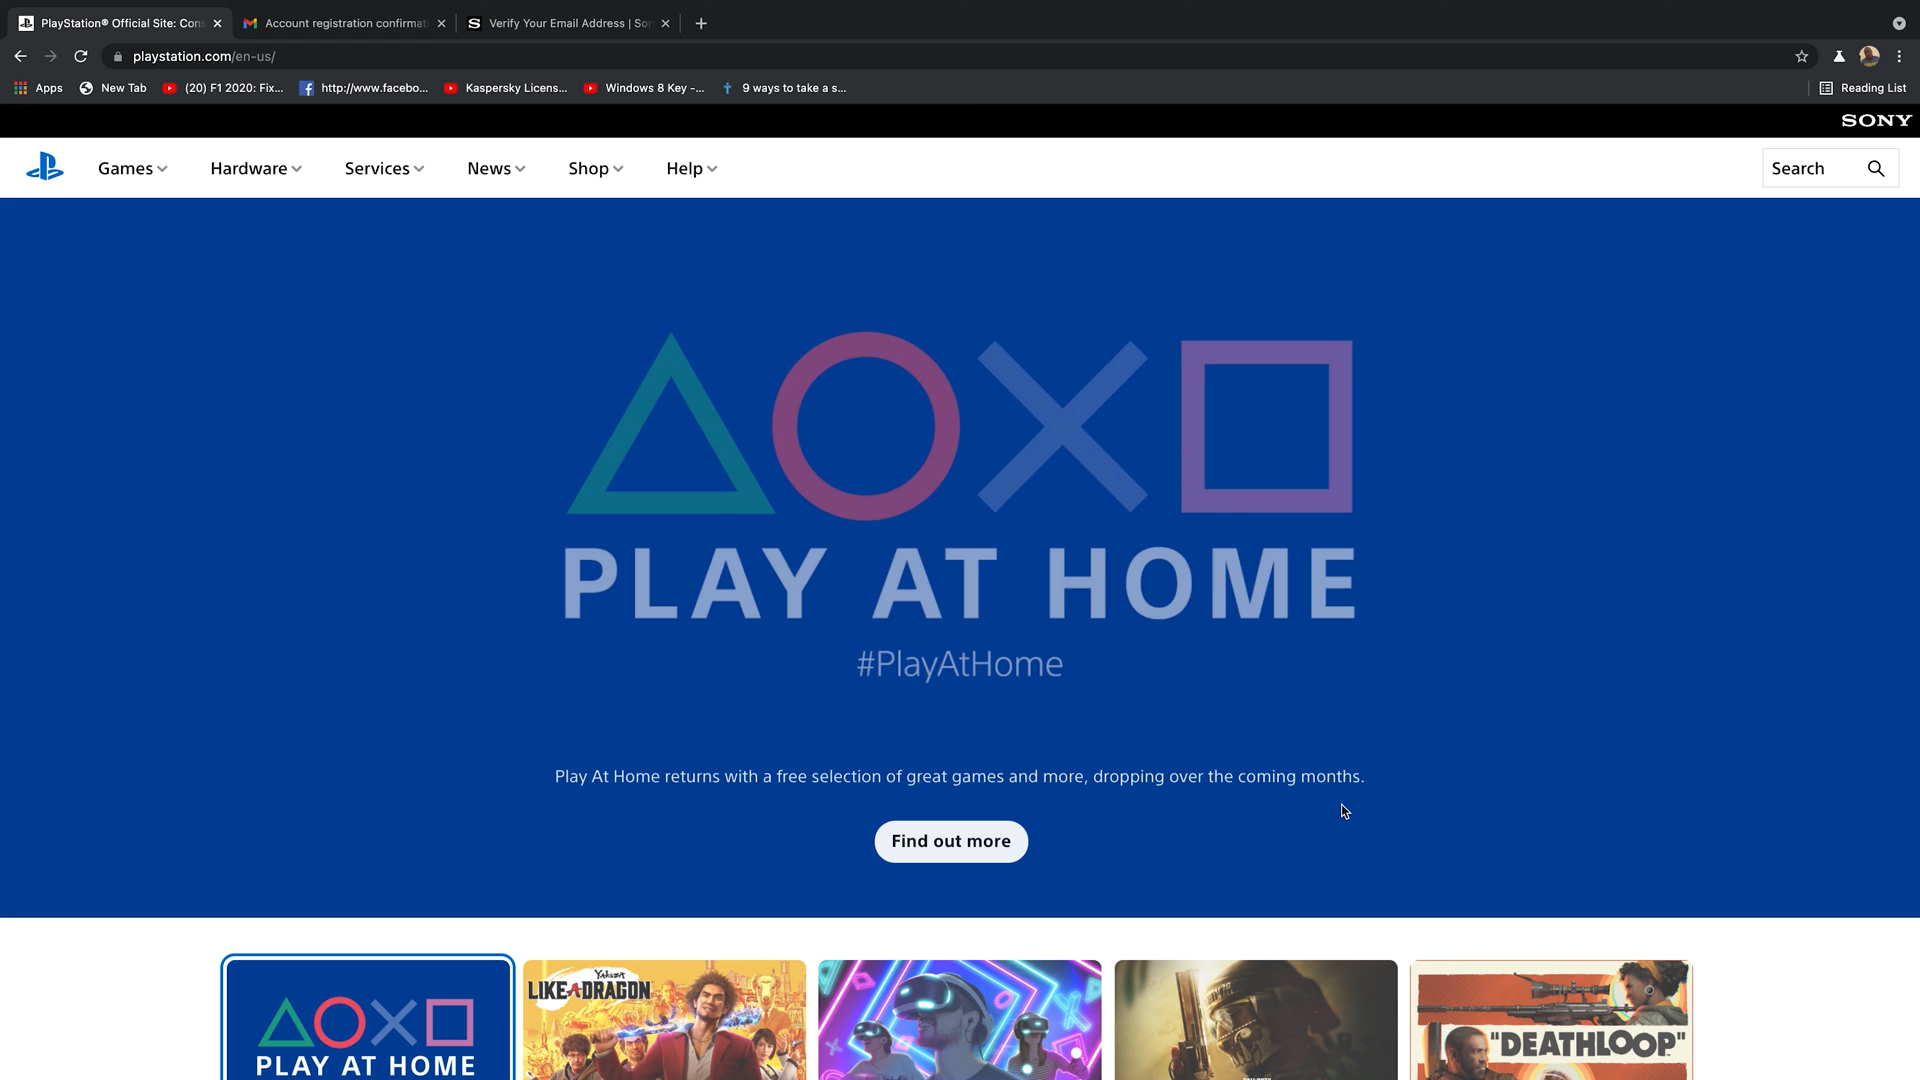 PlayStation® Official Site: Con
Account registration confirmat
Verify Your Email Address | So
playstation.com/en-us/
Apps
New Tab
(20) F1 2020: Fix...
http://www.facebo...
Kaspersky Licens...
Windows 8 Key -...
9 ways to take a s...
Reading List
SONY
Games
Hardware
Services
News
Shop
Help
Search
PLAY AT HOME
#PlayAtHome
Play At Home returns with a free selection of great games and more, dropping over the coming months.
Find out more
PLAY AT HOME
Yakuza
LIKE A DRAGON
"DEATHLOOP"